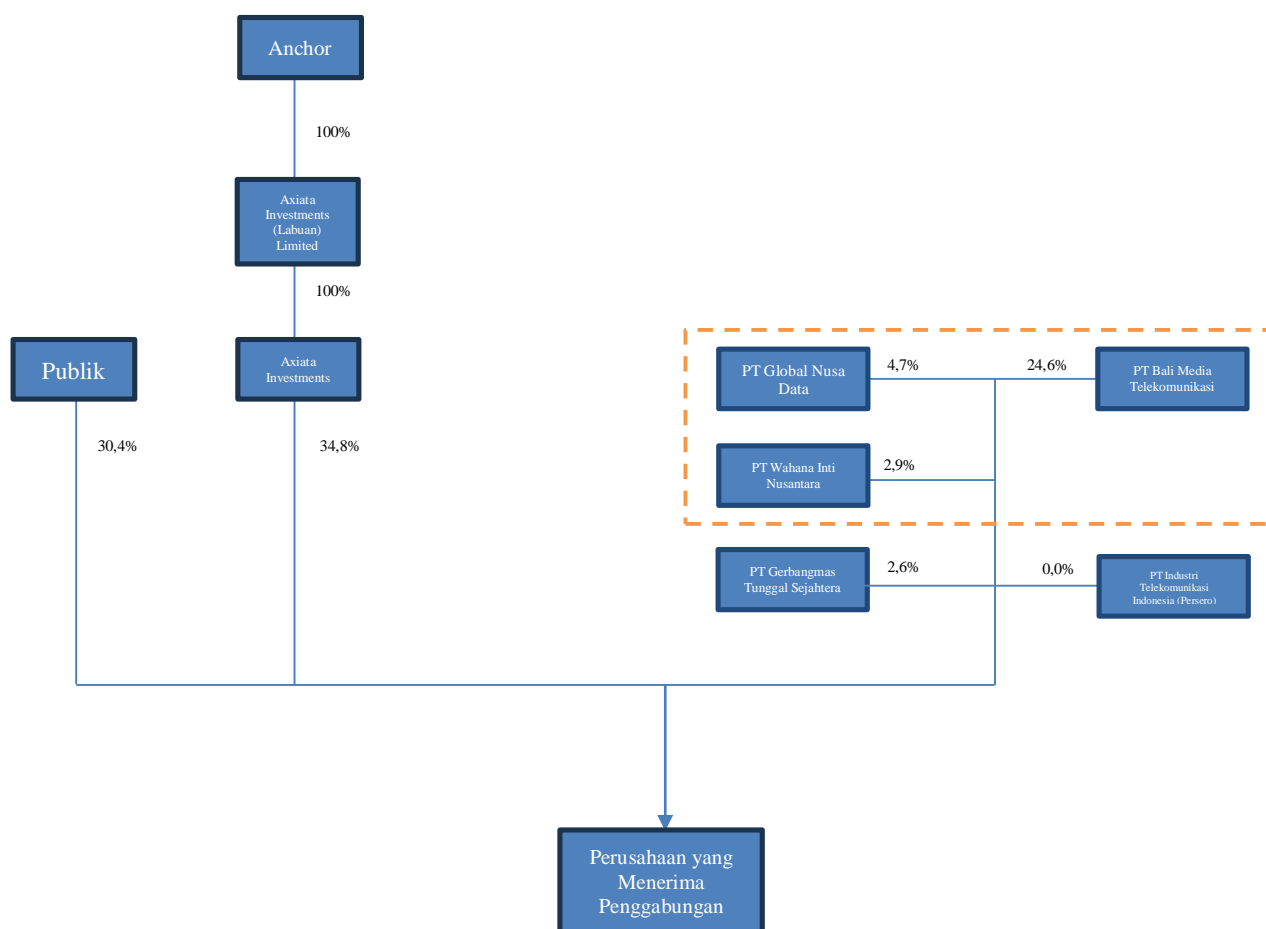 Anchor
100%
Axiata
Investments
(Labuan)
Limited
100%
Publik
Axiata
Investments
30,4%
34,8%
PT Global Nusa
Data
4,7%
24,6%
PT Bali Media
Telekomunikasi
PT Wahana Inti
Nusantara
2,9%
PT Gerbangmas
Tunggal Sejahtera
2,6%
0,0%
PT Industri
Telekomunikasi
Indonesia (Persero)
Perusahaan yang
Menerima
Penggabungan